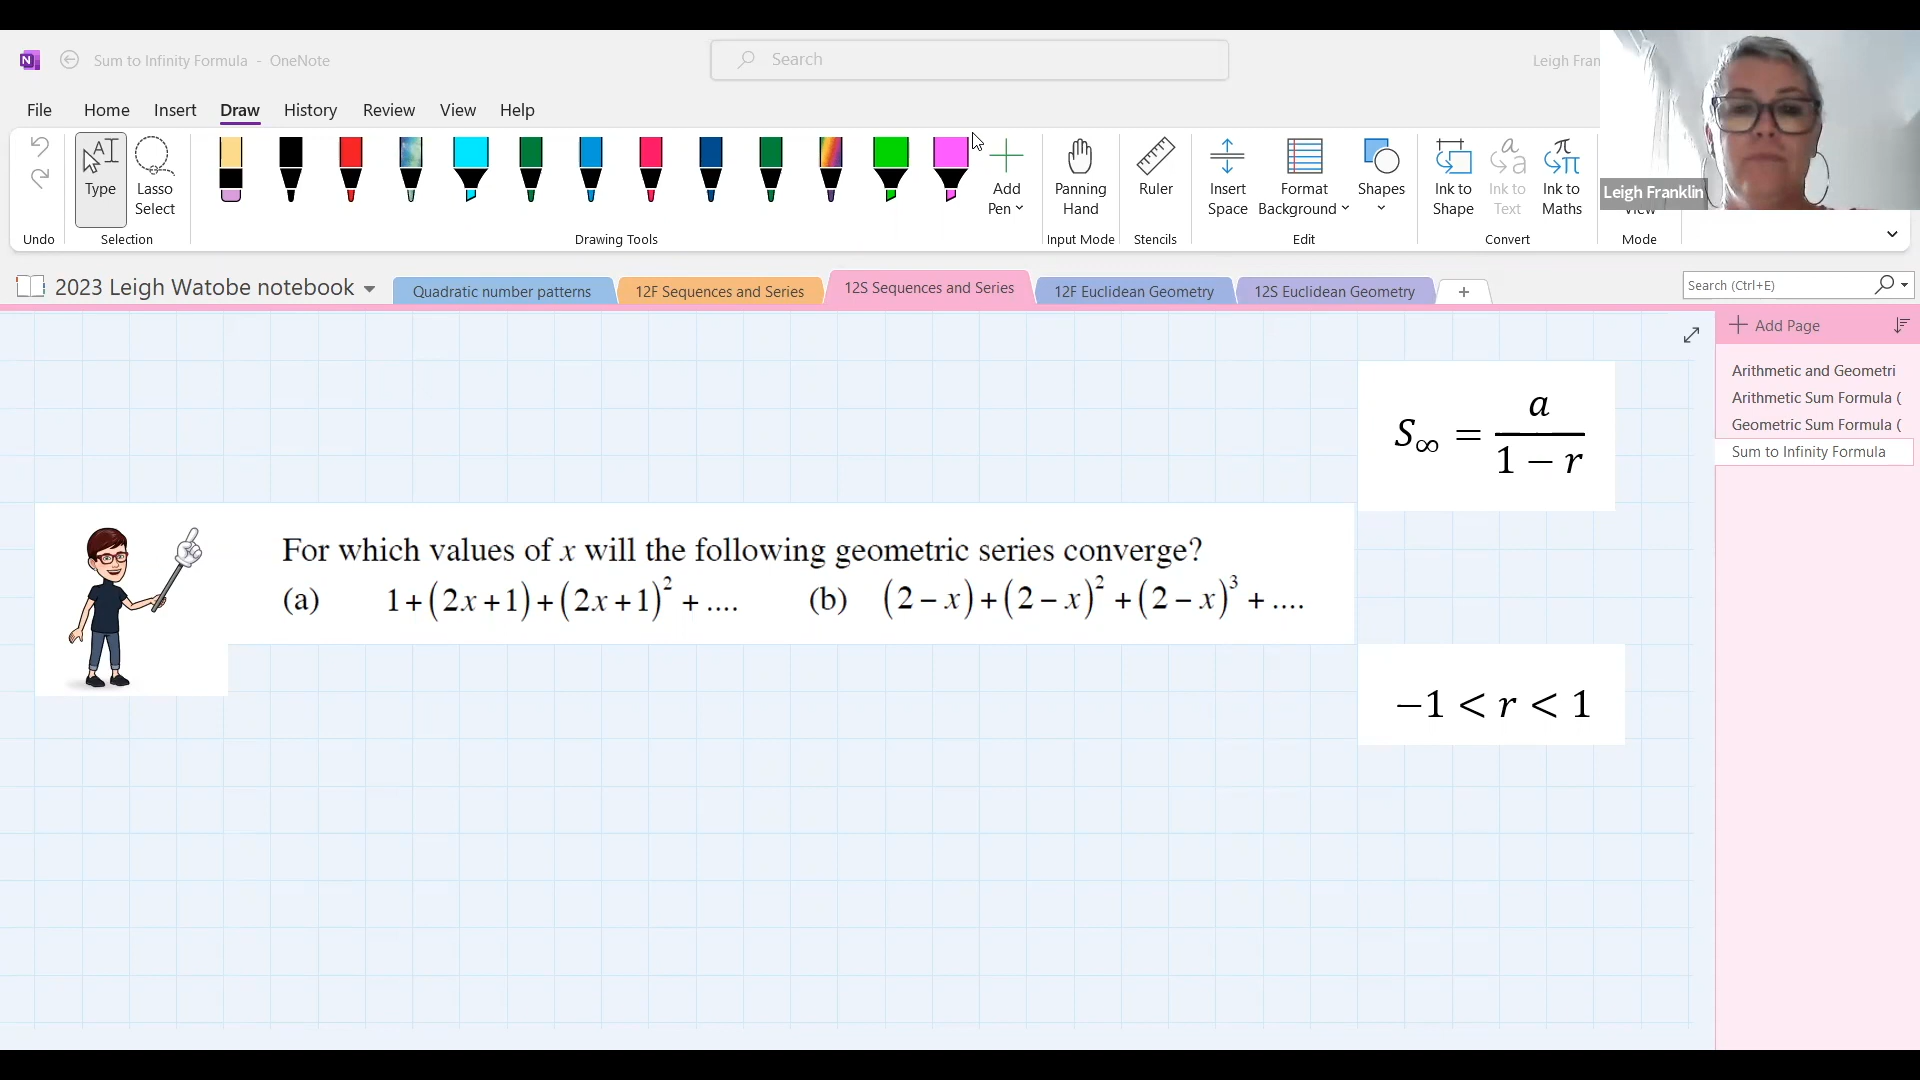 Sum to Infinity Formula - OneNote
Search
Leigh Fran
File Home Insert Draw History Review View Help
Type
Lasso Select
Add Pen
Panning Hand
Ruler
Insert Space
Format Background
Shapes
Ink to Shape
Ink to Text
Ink to Maths
Leigh Franklin
View
Undo Selection Drawing Tools Input Mode Stencils Edit Convert Mode
2023 Leigh Watobe notebook
Quadratic number patterns
12F Sequences and Series
12S Sequences and Series
12F Euclidean Geometry
12S Euclidean Geometry
+
Search (Ctrl+E)
Add Page
Arithmetic and Geometri
Arithmetic Sum Formula (
Geometric Sum Formula (
Sum to Infinity Formula
S∞ = a / (1 − r)
For which values of x will the following geometric series converge?
(a) 1+(2x+1)+(2x+1)²+.... (b) (2−x)+(2−x)²+(2−x)³+....
−1 < r < 1